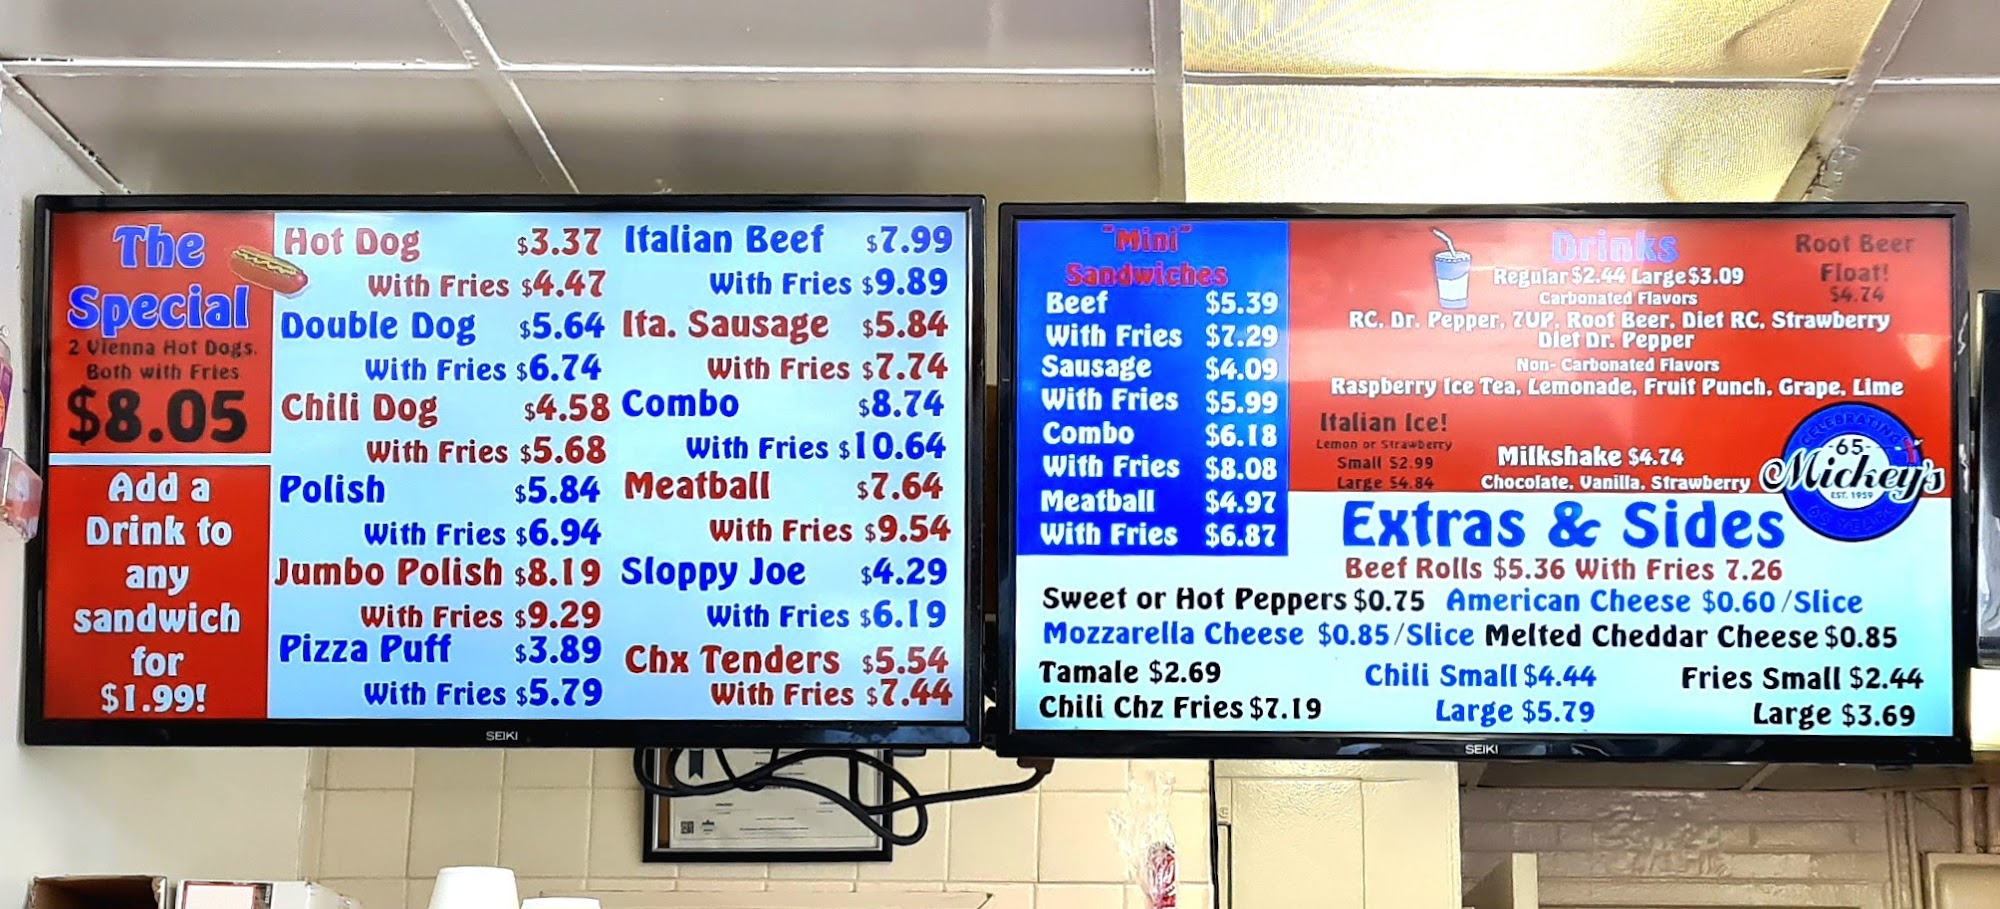 The
Special
2 Vienna Hot Dogs.
Both with Fries
$8.05
Add a
Drink to
any
sandwich
for
$1.99!
Hot Dog $3.37
With Fries $4.47
Double Dog $5.64
With Fries $6.74
Chili Dog $4.58
With Fries $5.68
Polish $5.84
With Fries $6.94
Jumbo Polish $8.19
With Fries $9.29
Pizza Puff $3.89
With Fries $5.79
Italian Beef $7.99
With Fries $9.89
Ita. Sausage $5.84
With Fries $7.74
Combo $8.74
With Fries $10.64
Meatball $7.64
With Fries $9.54
Sloppy Joe $4.29
With Fries $6.19
Chx Tenders $5.54
With Fries $7.44
SEIKI
"Mini"
Sandwiches
Beef $5.39
With Fries $7.29
Sausage $4.09
With Fries $5.99
Combo $6.18
With Fries $8.08
Meatball $4.97
With Fries $6.87
Drinks
Regular $2.44 Large $3.09
Carbonated Flavors
RC, Dr. Pepper, 7UP, Root Beer, Diet RC, Strawberry
Diet Dr. Pepper
Non- Carbonated Flavors
Raspberry Ice Tea, Lemonade, Fruit Punch, Grape, Lime
Root Beer
Float!
$4.74
Italian Ice!
Lemon or Strawberry
Small $2.99
Large $4.84
Milkshake $4.74
Chocolate, Vanilla, Strawberry
CELEBRATING
65
Mickey's
EST. 1959
65 YEARS
Extras & Sides
Beef Rolls $5.36 With Fries 7.26
Sweet or Hot Peppers $0.75 American Cheese $0.60/Slice
Mozzarella Cheese $0.85/Slice Melted Cheddar Cheese $0.85
Tamale $2.69 Chili Small $4.44 Fries Small $2.44
Chili Chz Fries $7.19 Large $5.79 Large $3.69
SEIKI